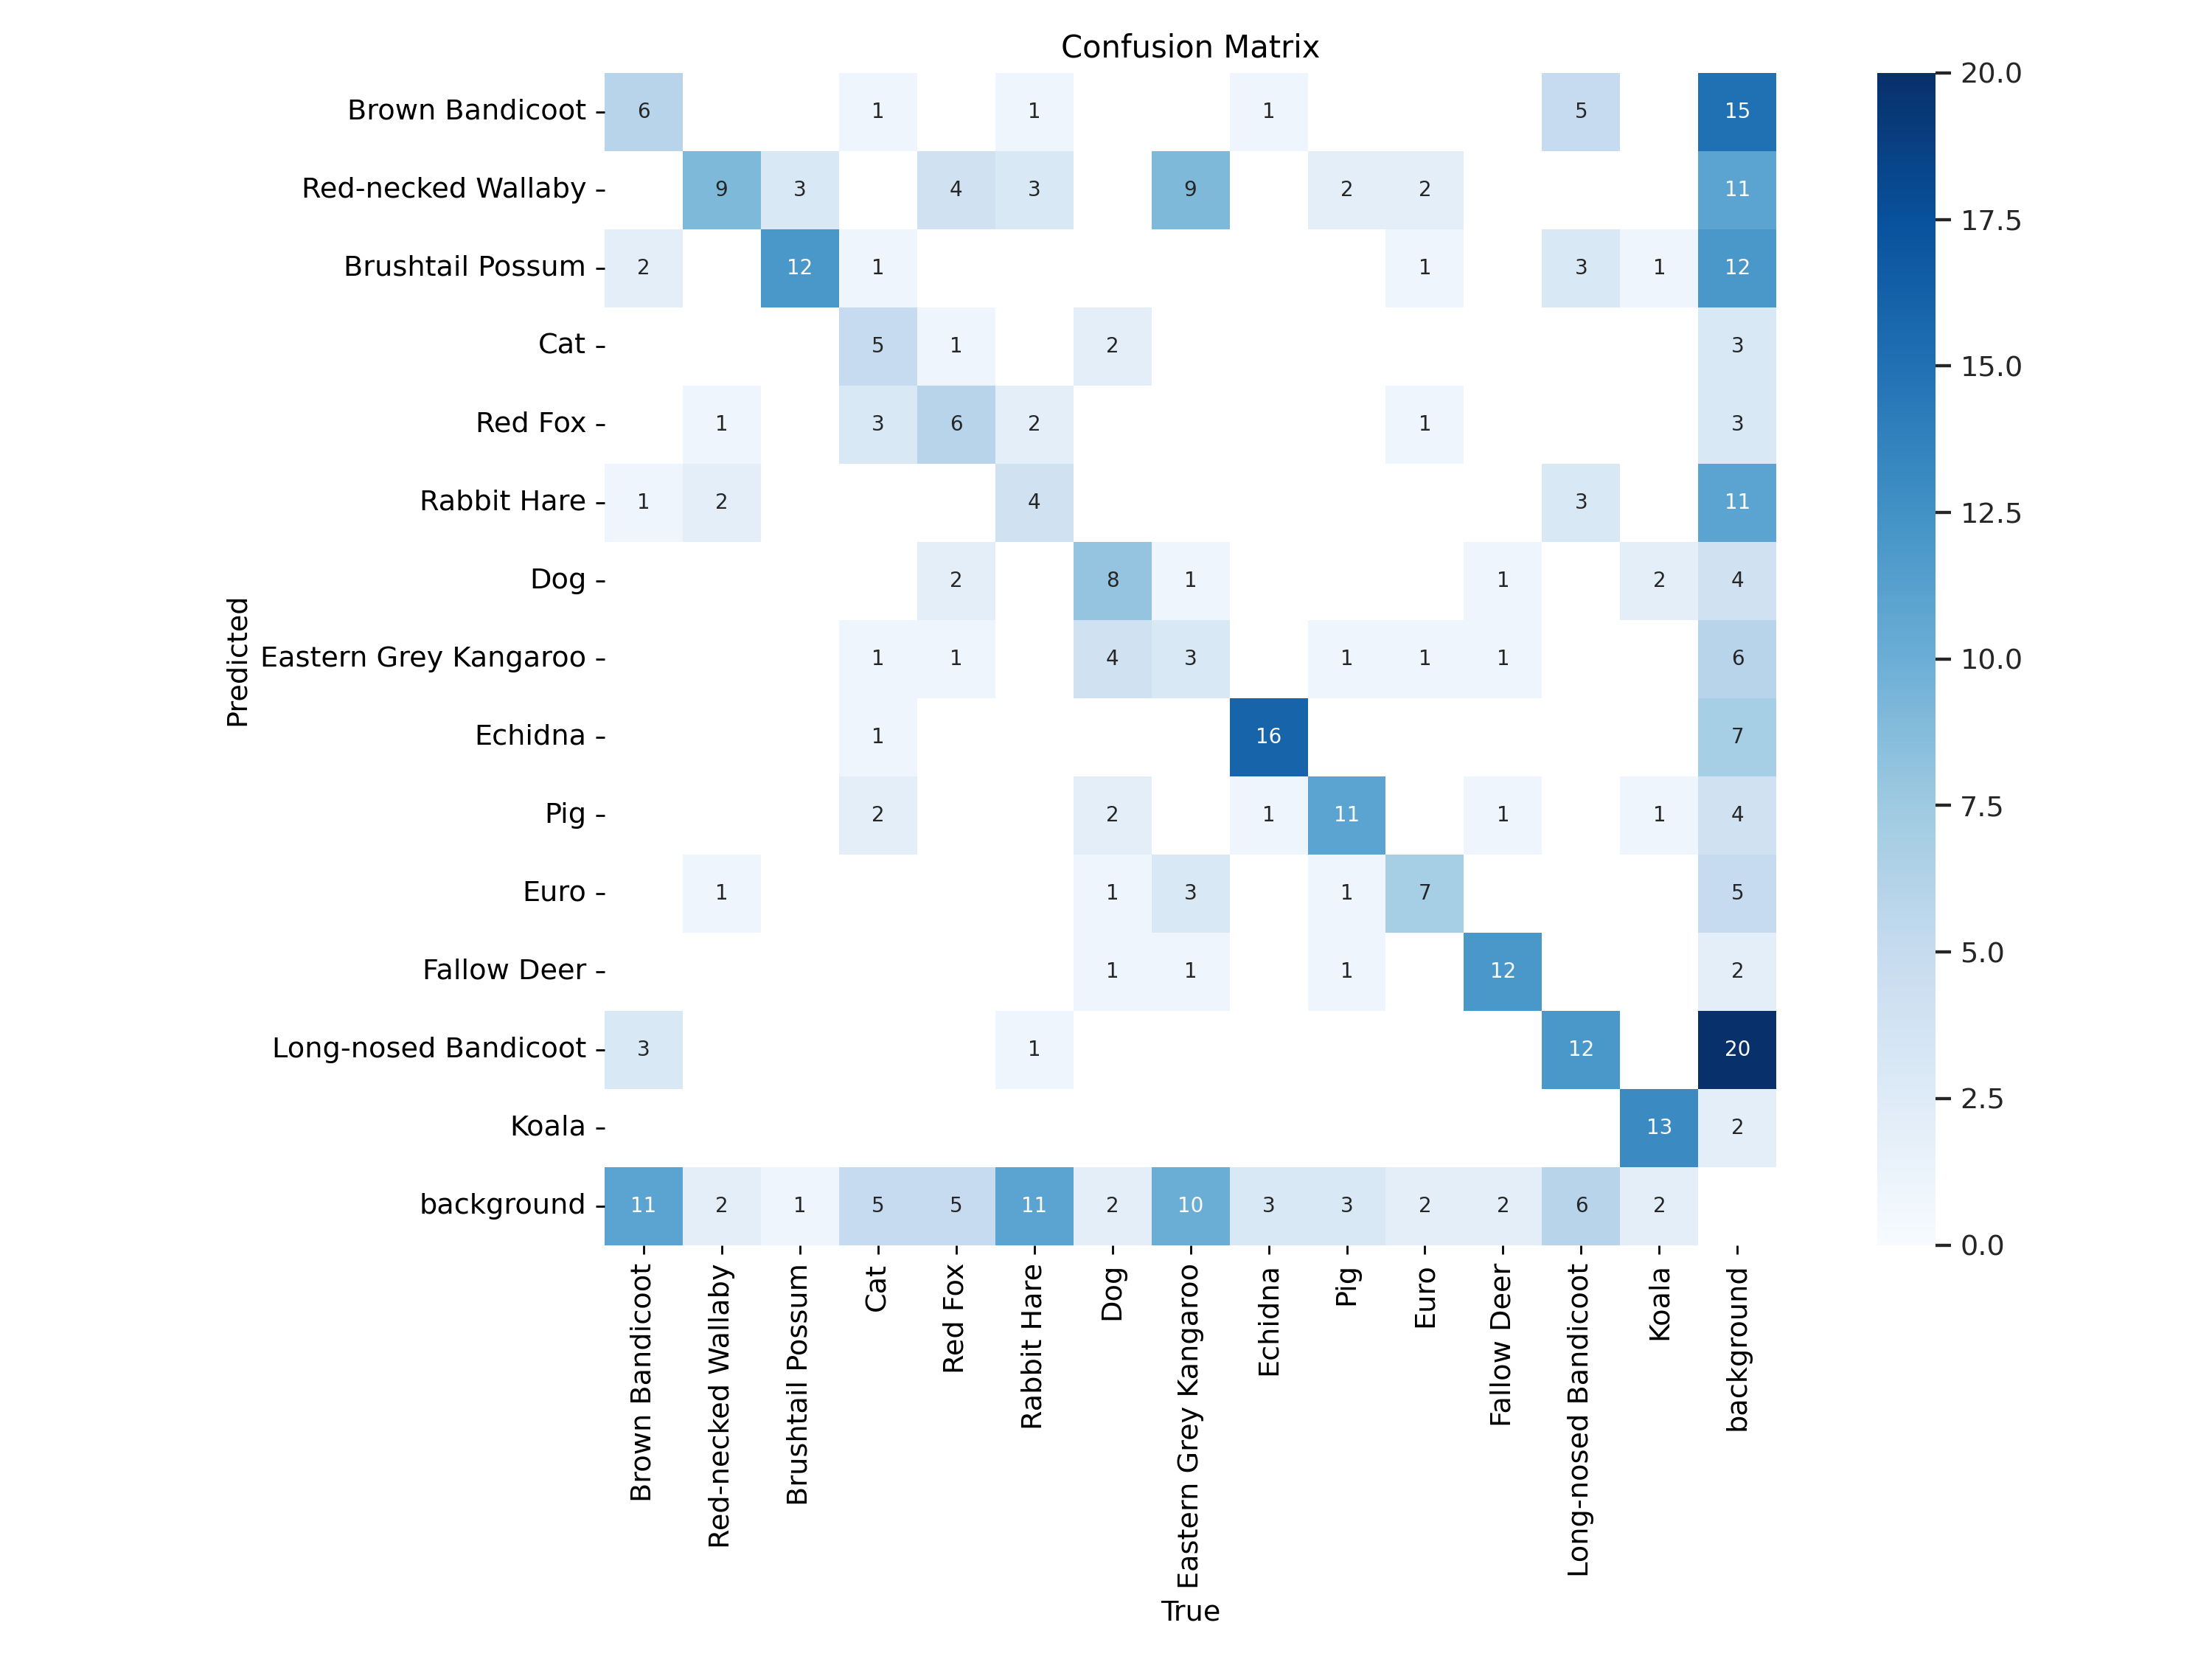 Confusion Matrix
Brown Bandicoot 6 1 1 1 5 15
Red-necked Wallaby 9 3 4 3 9 2 2 11
Brushtail Possum 2 12 1 1 3 1 12
Cat 5 1 2 3
Red Fox 1 3 6 2 1 3
Rabbit Hare 1 2 4 3 11
Dog 2 8 1 1 2 4
Eastern Grey Kangaroo 1 1 4 3 1 1 1 6
Echidna 1 16 7
Pig 2 2 1 11 1 1 4
Euro 1 1 3 1 7 5
Fallow Deer 1 1 1 12 2
Long-nosed Bandicoot 3 1 12 20
Koala 13 2
background 11 2 1 5 5 11 2 10 3 3 2 2 6 2
Predicted
Brown Bandicoot
Red-necked Wallaby
Brushtail Possum
Cat
Red Fox
Rabbit Hare
Dog
Eastern Grey Kangaroo
Echidna
Pig
Euro
Fallow Deer
Long-nosed Bandicoot
Koala
background
True
20.0
17.5
15.0
12.5
10.0
7.5
5.0
2.5
0.0